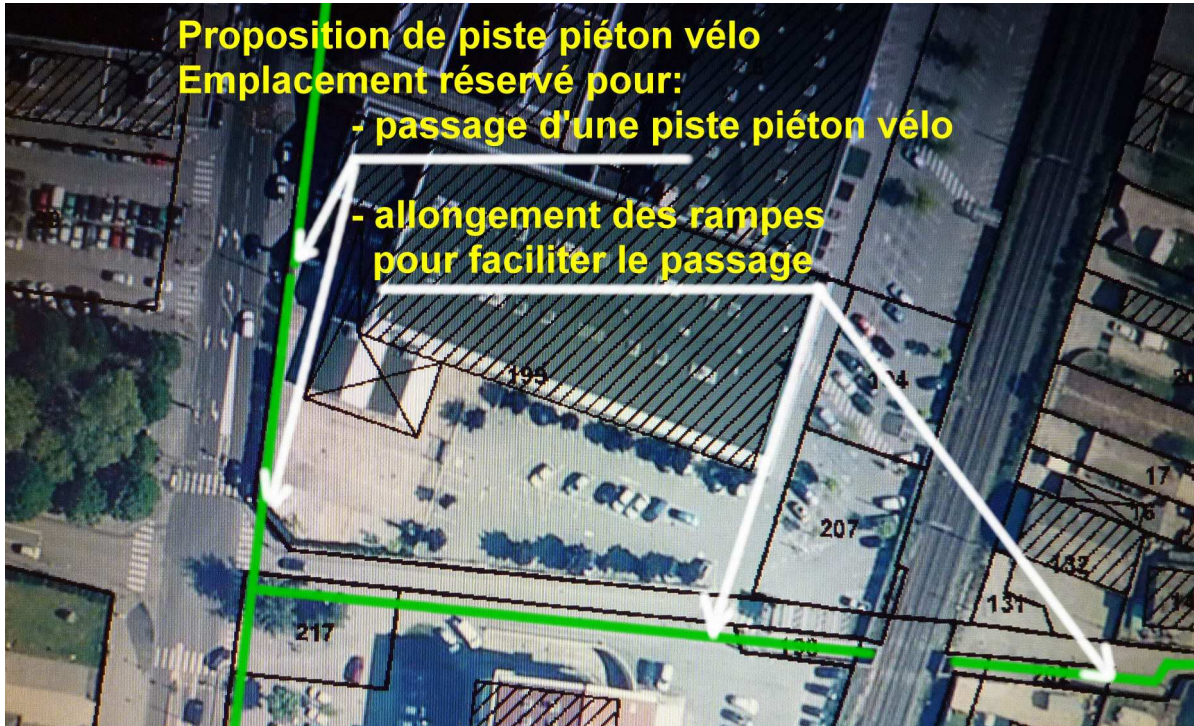 Proposition de piste piéton vélo
Emplacement réservé pour:
- passage d'une piste piéton vélo
- allongement des rampes
pour faciliter le passage
199
194
207
17
16
132
131
217